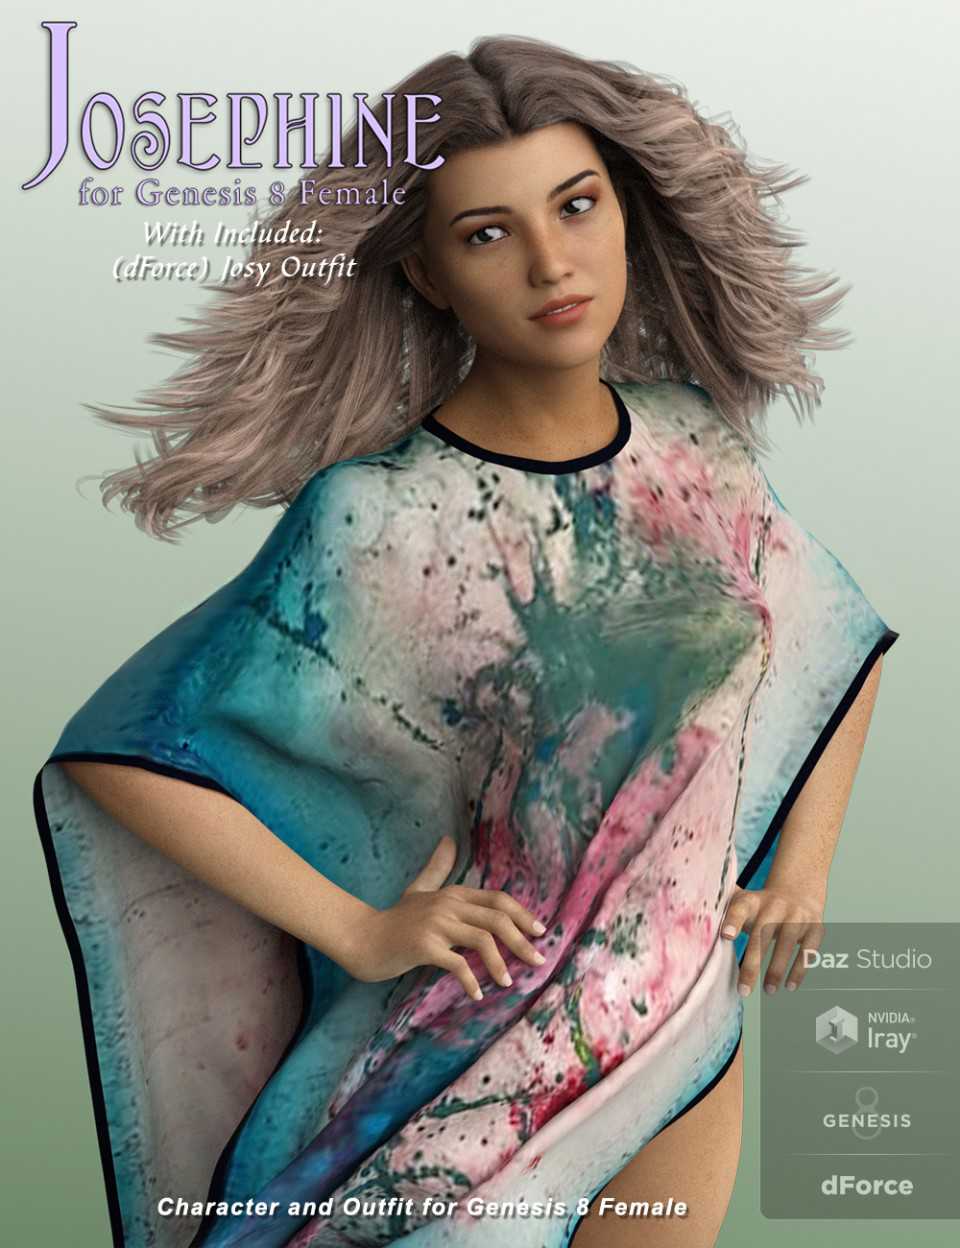 JOSEPHINE
for Genesis 8 Female
With Included:
(dForce) Josy Outfit
Daz Studio
NVIDIA®
Iray®
8
GENESIS
dForce
Character and Outfit for Genesis 8 Female